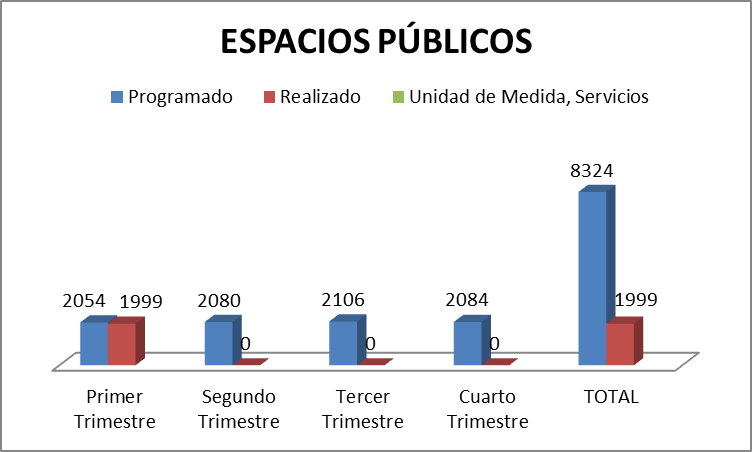 ESPACIOS PÚBLICOS
Programado Realizado Unidad de Medida, Servicios
8324
2054 1999 2080 0 2106 0 2084 0 1999
Primer Segundo Tercer Cuarto TOTAL
Trimestre Trimestre Trimestre Trimestre